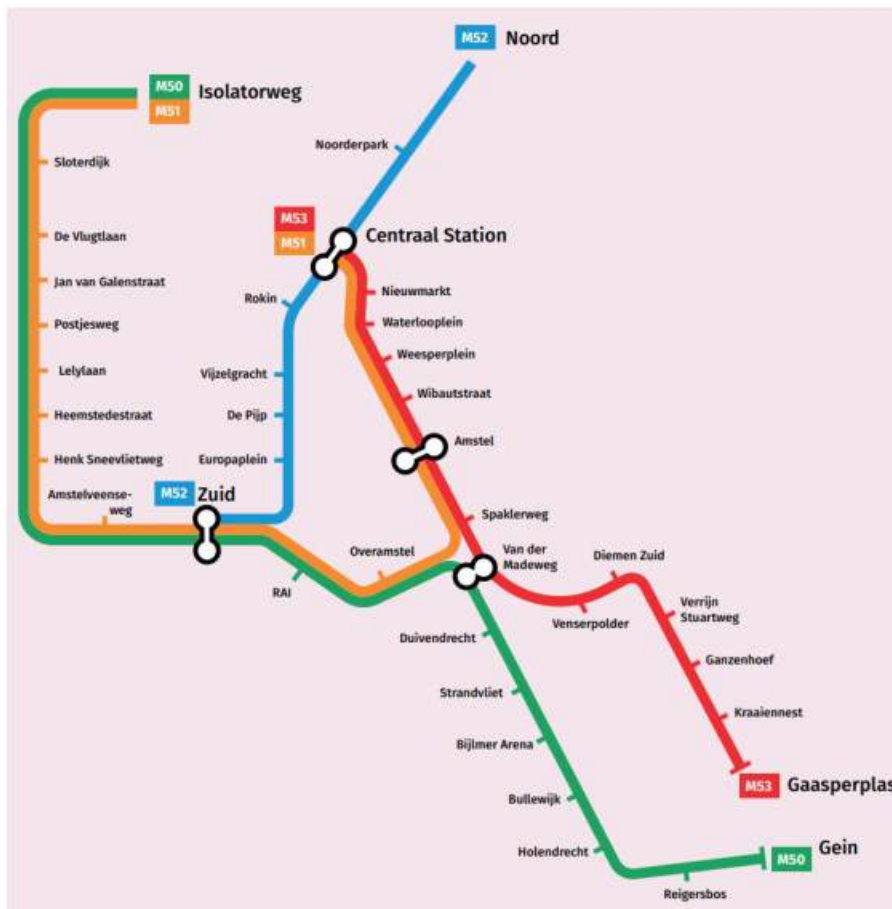 M52 Noord
M50 Isolatorweg
M51
Noorderpark
Sloterdijk
M53
M51
Centraal Station
De Vlugtlaan
Jan van Galenstraat
Nieuwmarkt
Rokin
Waterlooplein
Postjesweg
Weesperplein
Lelylaan
Vijzelgracht
Wibautstraat
Heemstedestraat
De Pijp
Amstel
Henk Sneevlietweg
Europaplein
Amstelveense-
weg
M52 Zuid
Spaklerweg
Overamstel
Van der
Madeweg
Diemen Zuid
RAI
Venserpolder
Verrijn
Stuartweg
Duivendrecht
Ganzenhoef
Strandvliet
Kraaiennest
Bijlmer Arena
M53 Gaasperplas
Bullewijk
Holendrecht
M50 Gein
Reigersbos